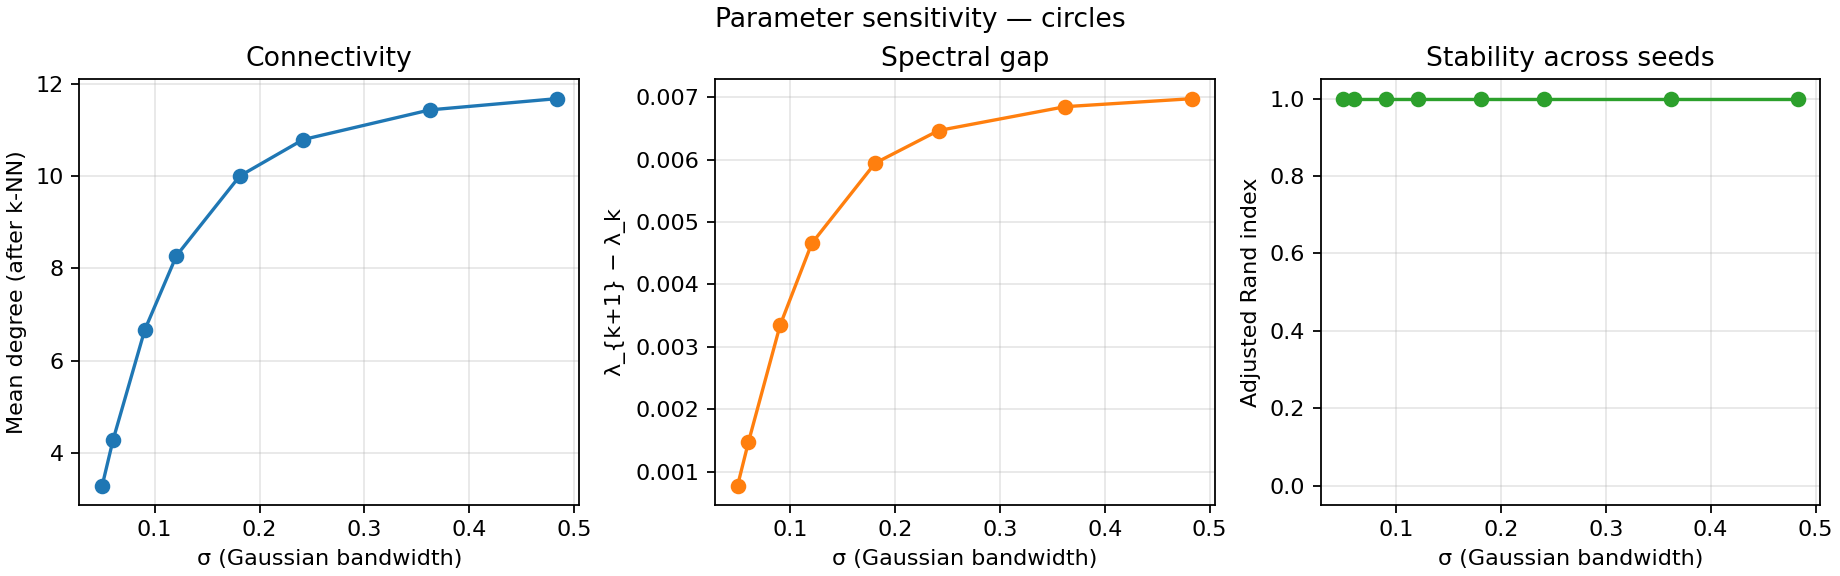 Parameter sensitivity — circles
Connectivity
Mean degree (after k-NN)
12
10
8
6
4
0.1 0.2 0.3 0.4 0.5
σ (Gaussian bandwidth)
Spectral gap
λ_{k+1} − λ_k
0.007
0.006
0.005
0.004
0.003
0.002
0.001
0.1 0.2 0.3 0.4 0.5
σ (Gaussian bandwidth)
Stability across seeds
Adjusted Rand index
1.0
0.8
0.6
0.4
0.2
0.0
0.1 0.2 0.3 0.4 0.5
σ (Gaussian bandwidth)